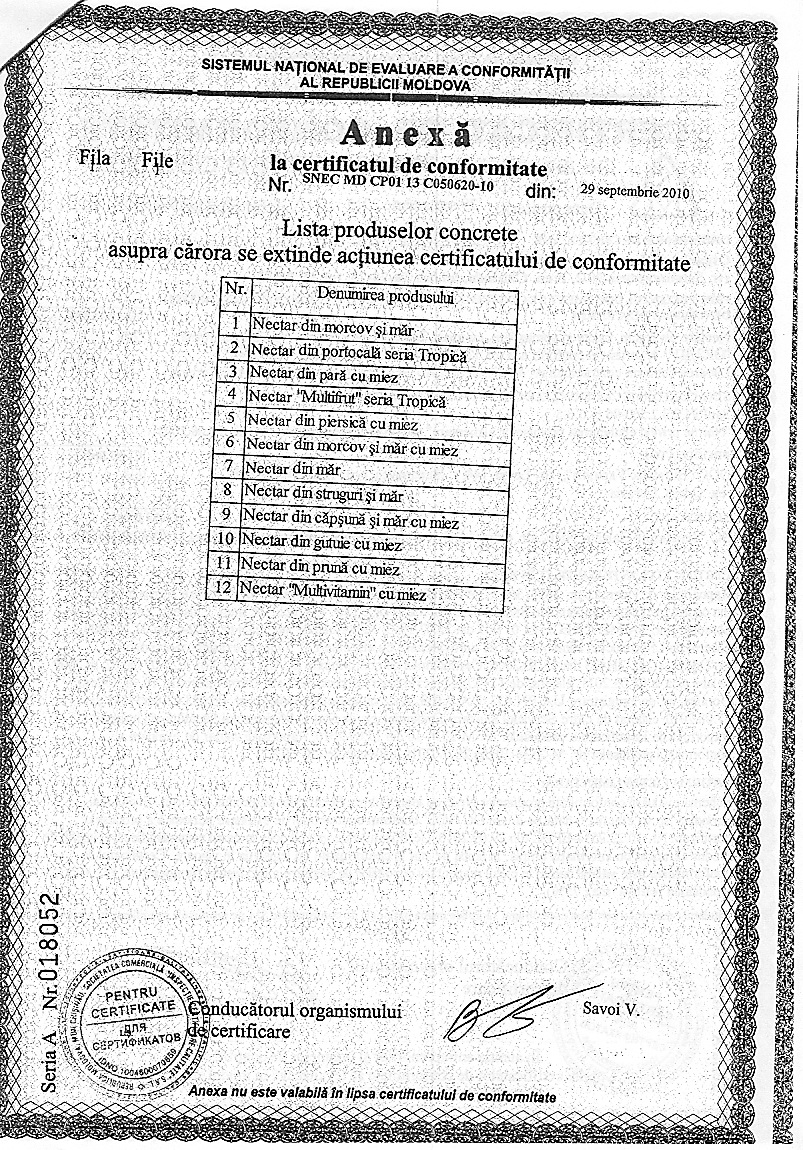 SISTEMUL NAȚIONAL DE EVALUARE A CONFORMITĂȚII
AL REPUBLICII MOLDOVA
Anexă
Fila File
la certificatul de conformitate
Nr. SNEC MD CP01 13 C050620-10 din: 29 septembrie 2010
Lista produselor concrete
asupra cărora se extinde acțiunea certificatului de conformitate
Nr. Denumirea produsului
1 Nectar din morcov și măr
2 Nectar din portocală seria Tropică
3 Nectar din pară cu miez
4 Nectar "Multifrut" seria Tropică
5 Nectar din piersică cu miez
6 Nectar din morcov și măr cu miez
7 Nectar din măr
8 Nectar din struguri și măr
9 Nectar din căpșună și măr cu miez
10 Nectar din gutuie cu miez
11 Nectar din prună cu miez
12 Nectar "Multivitamin" cu miez
Seria A Nr. 018052
PENTRU
CERTIFICATE
ДЛЯ
СЕРТИФИКАТОВ
SOCIETATEA COMERCIALĂ
Conducătorul organismului
de certificare
Savoi V.
Anexa nu este valabilă în lipsa certificatului de conformitate